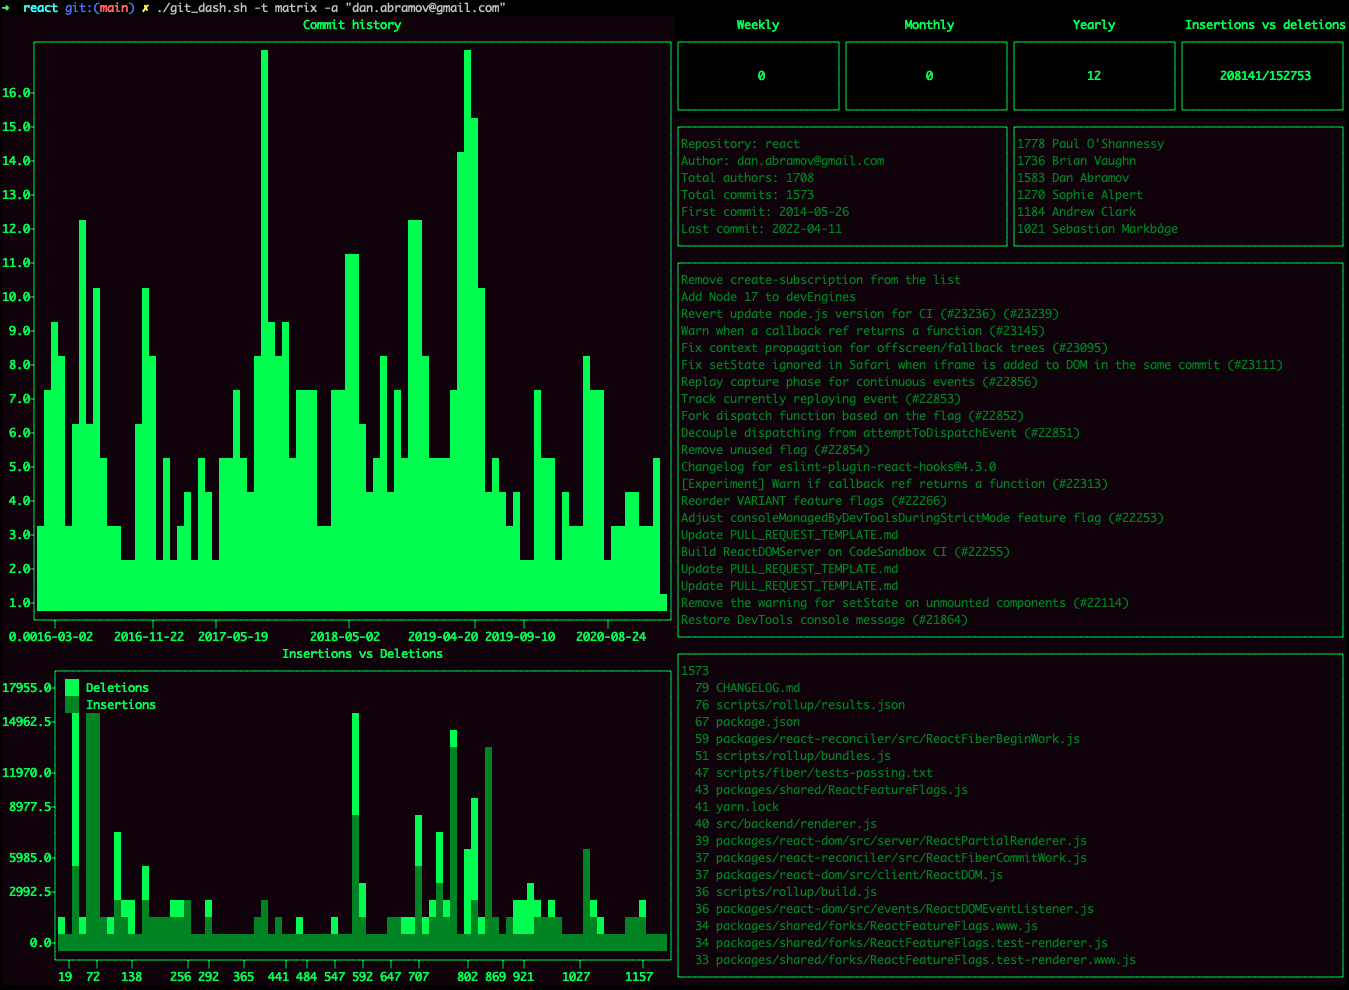 ➜  react git:(main) ✗ ./git_dash.sh -t matrix -a "dan.abramov@gmail.com"
Commit history
16.0
15.0
14.0
13.0
12.0
11.0
10.0
9.0
8.0
7.0
6.0
5.0
4.0
3.0
2.0
1.0
0.0016-03-02 2016-11-22 2017-05-19 2018-05-02 2019-04-20 2019-09-10 2020-08-24
Weekly
0
Monthly
0
Yearly
12
Insertions vs deletions
208141/152753
Repository: react
Author: dan.abramov@gmail.com
Total authors: 1708
Total commits: 1573
First commit: 2014-05-26
Last commit: 2022-04-11
1778 Paul O'Shannessy
1736 Brian Vaughn
1583 Dan Abramov
1270 Sophie Alpert
1184 Andrew Clark
1021 Sebastian Markbåge
Remove create-subscription from the list
Add Node 17 to devEngines
Revert update node.js version for CI (#23236) (#23239)
Warn when a callback ref returns a function (#23145)
Fix context propagation for offscreen/fallback trees (#23095)
Fix setState ignored in Safari when iframe is added to DOM in the same commit (#23111)
Replay capture phase for continuous events (#22856)
Track currently replaying event (#22853)
Fork dispatch function based on the flag (#22852)
Decouple dispatching from attemptToDispatchEvent (#22851)
Remove unused flag (#22854)
Changelog for eslint-plugin-react-hooks@4.3.0
[Experiment] Warn if callback ref returns a function (#22313)
Reorder VARIANT feature flags (#22266)
Adjust consoleManagedByDevToolsDuringStrictMode feature flag (#22253)
Update PULL_REQUEST_TEMPLATE.md
Build ReactDOMServer on CodeSandbox CI (#22255)
Update PULL_REQUEST_TEMPLATE.md
Update PULL_REQUEST_TEMPLATE.md
Remove the warning for setState on unmounted components (#22114)
Restore DevTools console message (#21864)
Insertions vs Deletions
Deletions
Insertions
17955.0
14962.5
11970.0
8977.5
5985.0
2992.5
0.0
19 72 138 256 292 365 441 484 547 592 647 707 802 869 921 1027 1157
1573
79 CHANGELOG.md
76 scripts/rollup/results.json
67 package.json
59 packages/react-reconciler/src/ReactFiberBeginWork.js
51 scripts/rollup/bundles.js
47 scripts/fiber/tests-passing.txt
43 packages/shared/ReactFeatureFlags.js
41 yarn.lock
40 src/backend/renderer.js
39 packages/react-dom/src/server/ReactPartialRenderer.js
37 packages/react-reconciler/src/ReactFiberCommitWork.js
37 packages/react-dom/src/client/ReactDOM.js
36 scripts/rollup/build.js
36 packages/react-dom/src/events/ReactDOMEventListener.js
34 packages/shared/forks/ReactFeatureFlags.www.js
34 packages/shared/forks/ReactFeatureFlags.test-renderer.js
33 packages/shared/forks/ReactFeatureFlags.test-renderer.www.js